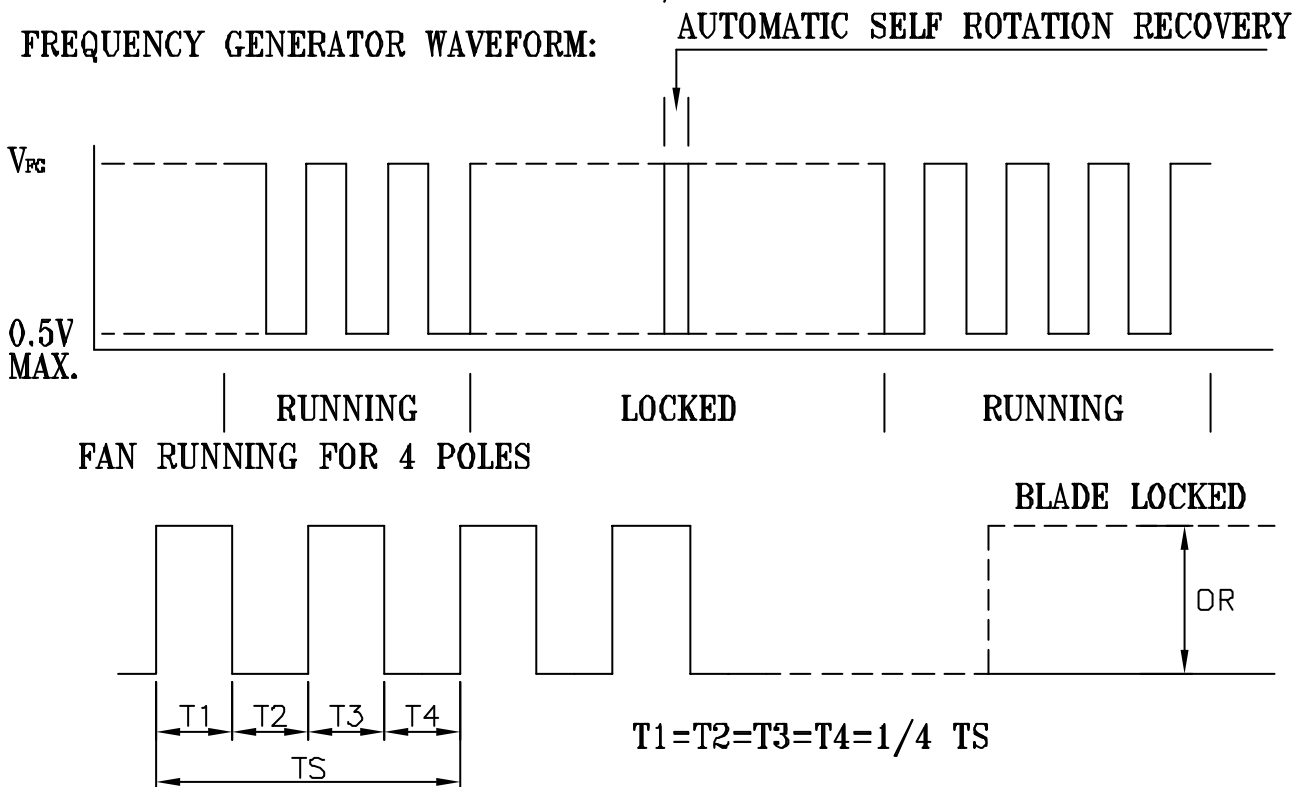 AUTOMATIC SELF ROTATION RECOVERY
FREQUENCY GENERATOR WAVEFORM:
VFG
0.5V
MAX.
RUNNING LOCKED RUNNING
FAN RUNNING FOR 4 POLES
BLADE LOCKED
OR
T1 T2 T3 T4
T1=T2=T3=T4=1/4 TS
TS